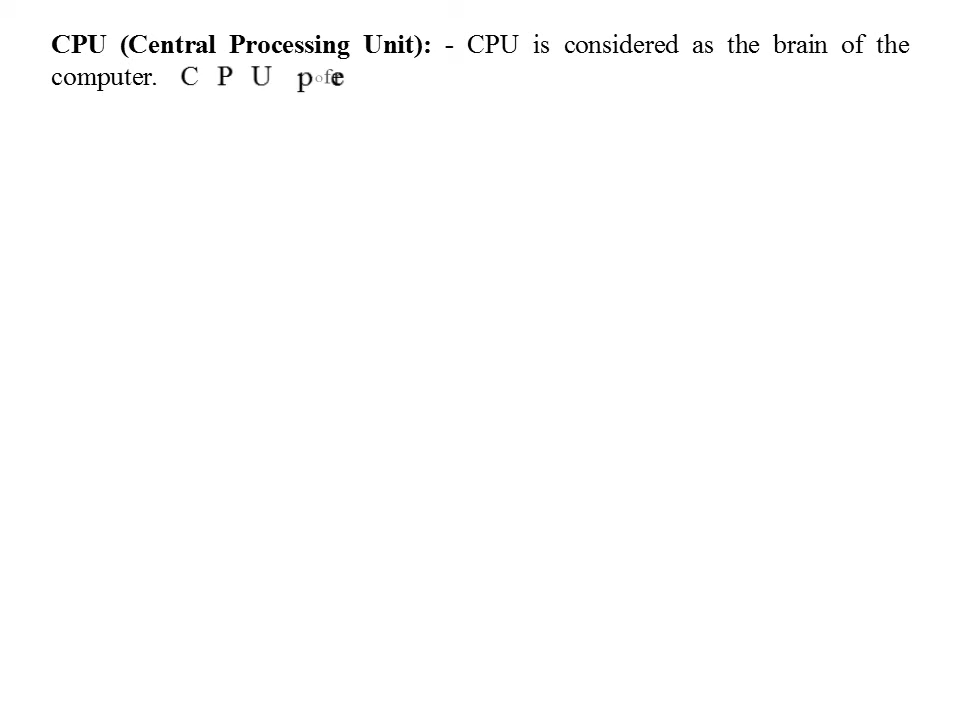 CPU (Central Processing Unit): - CPU is considered as the brain of the
computer. C P U